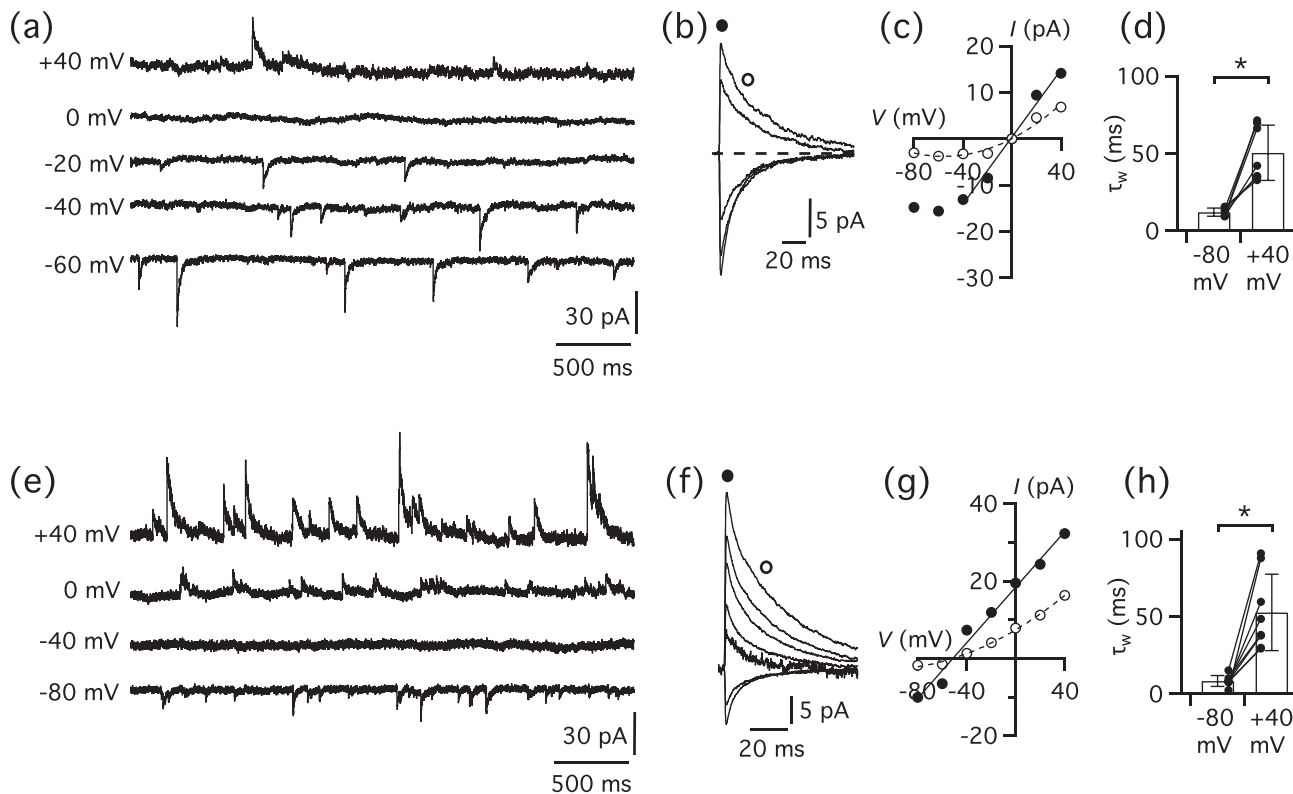 (a)
+40 mV
0 mV
-20 mV
-40 mV
-60 mV
30 pA
500 ms
(b)
5 pA
20 ms
(c)
I (pA)
20
10
V (mV)
-80 -40 40
-10
-20
-30
(d)
*
100
50
0
τw (ms)
-80 +40
mV mV
(e)
+40 mV
0 mV
-40 mV
-80 mV
30 pA
500 ms
(f)
5 pA
20 ms
(g)
I (pA)
40
20
V (mV)
-80 -40 40
-20
(h)
*
100
50
0
τw (ms)
-80 +40
mV mV